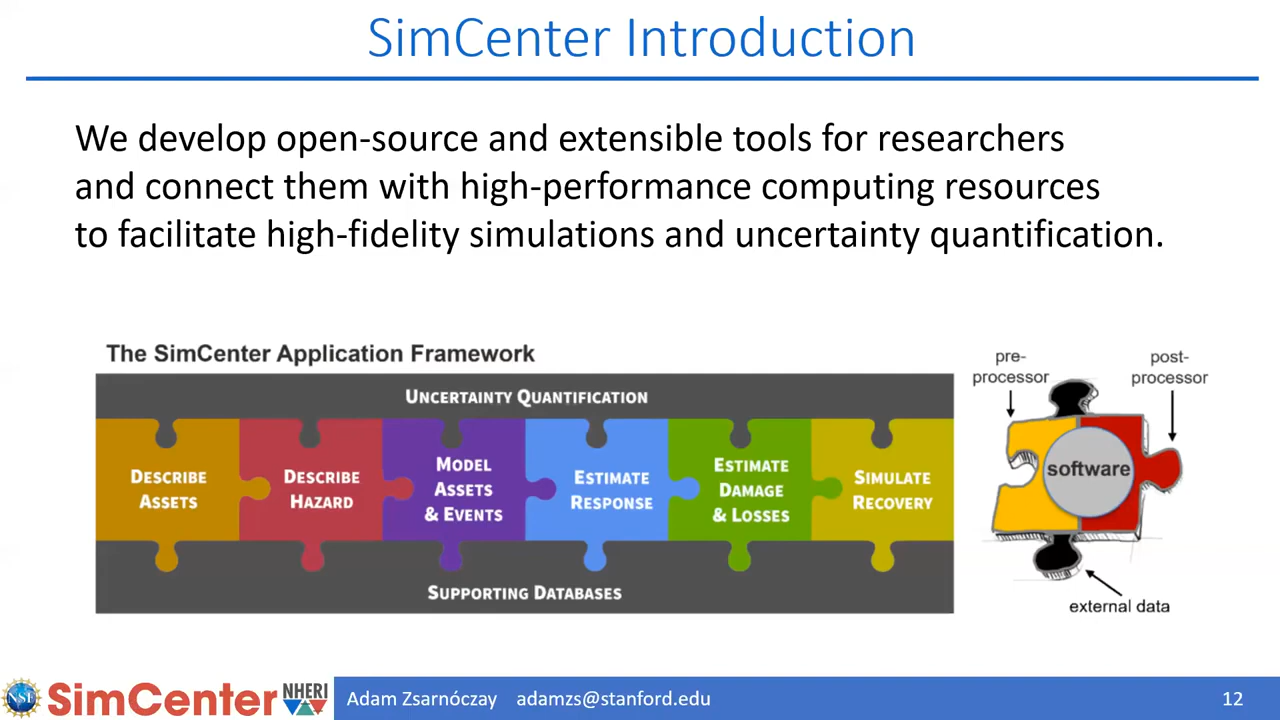 SimCenter Introduction
We develop open-source and extensible tools for researchers
and connect them with high-performance computing resources
to facilitate high-fidelity simulations and uncertainty quantification.
The SimCenter Application Framework
UNCERTAINTY QUANTIFICATION
DESCRIBE
ASSETS
DESCRIBE
HAZARD
MODEL
ASSETS
& EVENTS
ESTIMATE
RESPONSE
ESTIMATE
DAMAGE
& LOSSES
SIMULATE
RECOVERY
SUPPORTING DATABASES
pre-
processor
post-
processor
software
external data
NSF
SimCenter
NHERI
Adam Zsarnóczay adamzs@stanford.edu
12